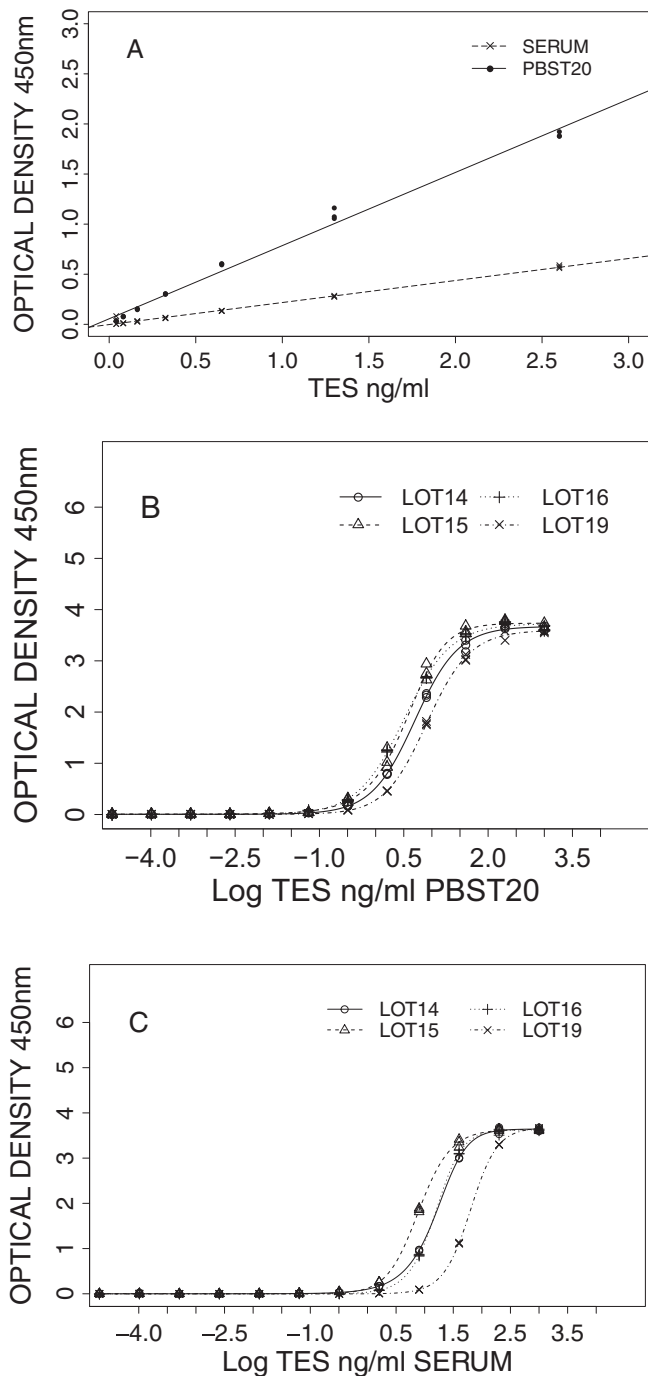 A
SERUM
PBST20
OPTICAL DENSITY 450nm
0.0 0.5 1.0 1.5 2.0 2.5 3.0
0.0 0.5 1.0 1.5 2.0 2.5 3.0
TES ng/ml
B
LOT14 LOT16
LOT15 LOT19
OPTICAL DENSITY 450nm
0 1 2 3 4 5 6
−4.0 −2.5 −1.0 0.5 2.0 3.5
Log TES ng/ml PBST20
C
LOT14 LOT16
LOT15 LOT19
OPTICAL DENSITY 450nm
0 1 2 3 4 5 6
−4.0 −2.5 −1.0 0.5 1.5 2.5 3.5
Log TES ng/ml SERUM